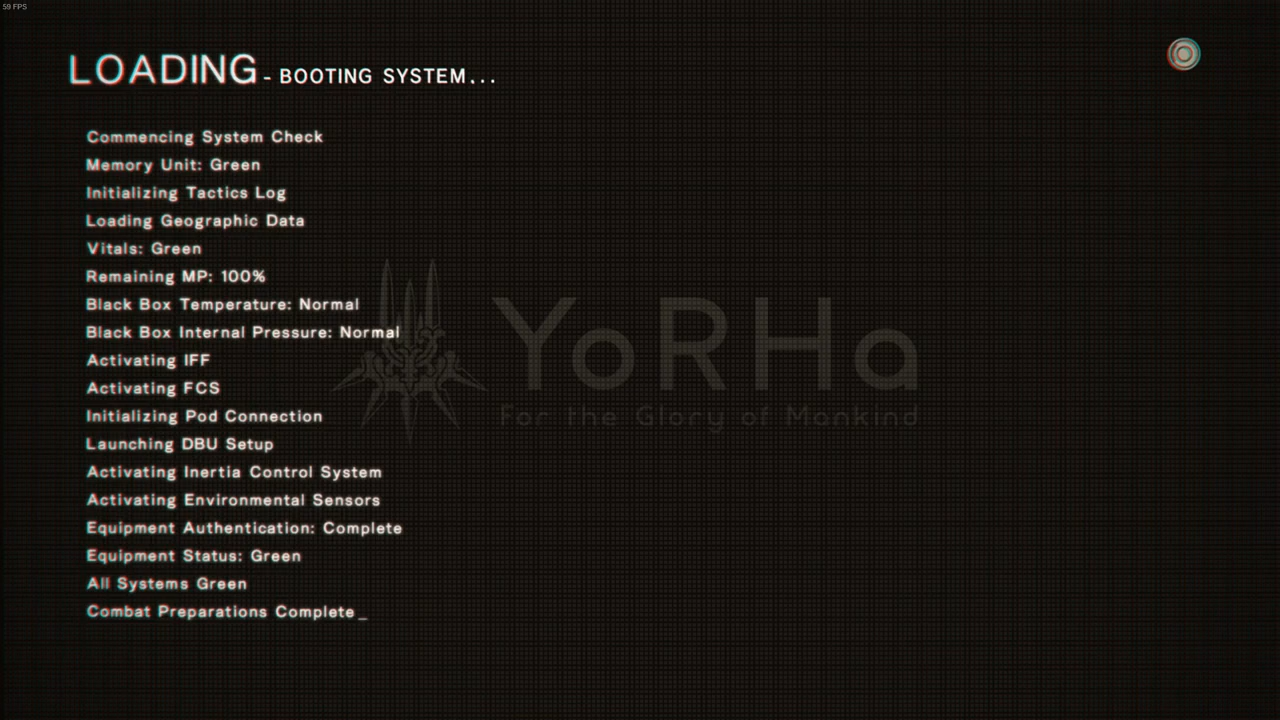 59 FPS
LOADING - BOOTING SYSTEM...
Commencing System Check
Memory Unit: Green
Initializing Tactics Log
Loading Geographic Data
Vitals: Green
Remaining MP: 100%
Black Box Temperature: Normal
Black Box Internal Pressure: Normal
Activating IFF
Activating FCS
Initializing Pod Connection
Launching DBU Setup
Activating Inertia Control System
Activating Environmental Sensors
Equipment Authentication: Complete
Equipment Status: Green
All Systems Green
Combat Preparations Complete_
YoRHa
For the Glory of Mankind